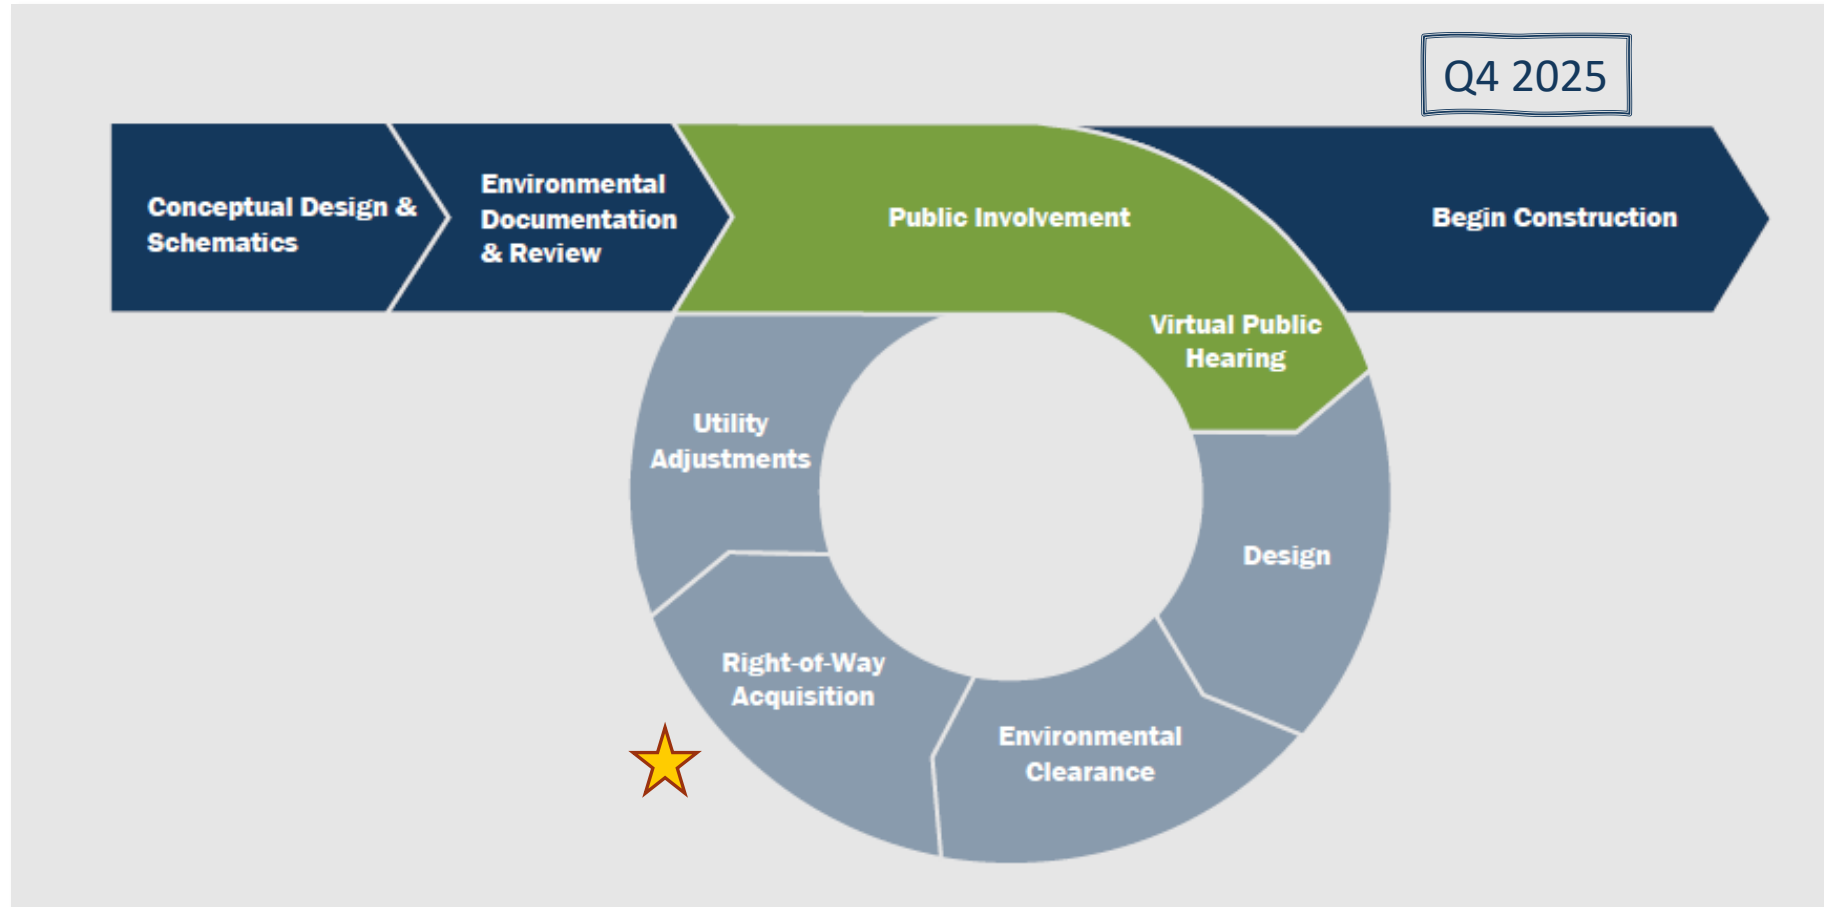 Q4 2025
Conceptual Design &
Schematics
Environmental
Documentation
& Review
Public Involvement
Begin Construction
Virtual Public
Hearing
Utility
Adjustments
Design
Right-of-Way
Acquisition
Environmental
Clearance